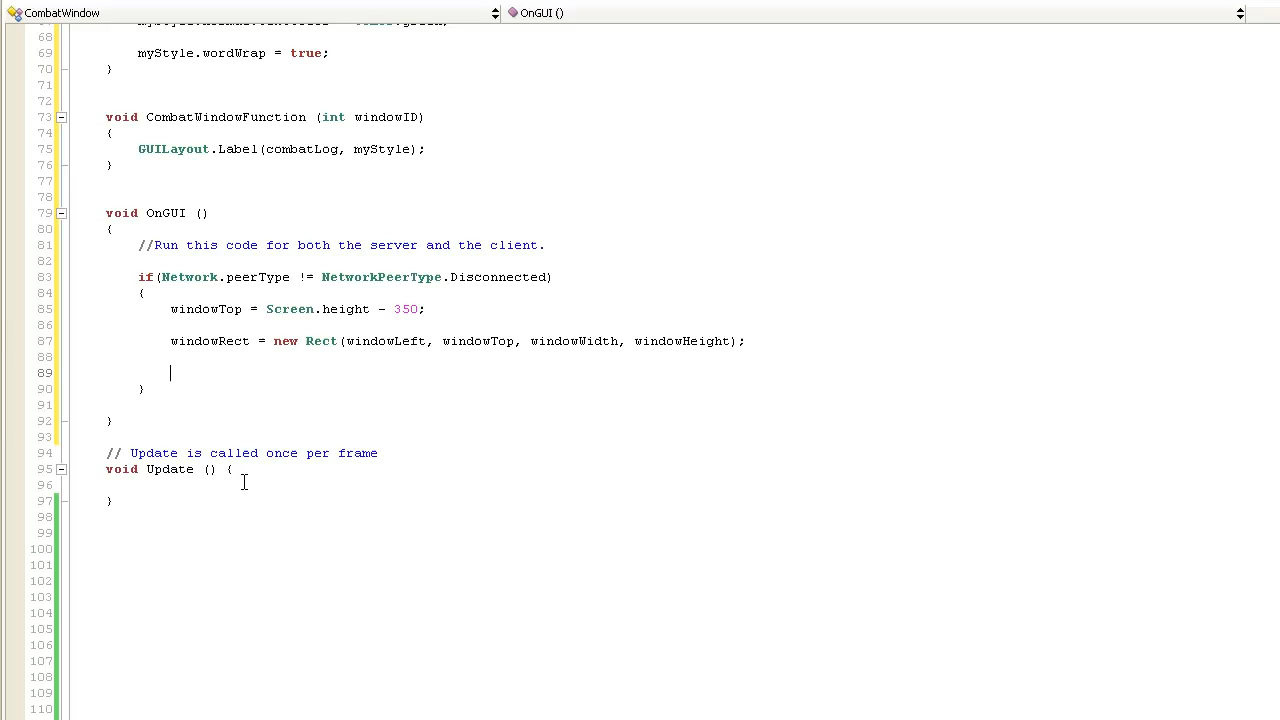 CombatWindow
OnGUI ()
68
69 myStyle.wordWrap = true;
70 }
71
72
73 void CombatWindowFunction (int windowID)
74 {
75 GUILayout.Label(combatLog, myStyle);
76 }
77
78
79 void OnGUI ()
80 {
81 //Run this code for both the server and the client.
82
83 if(Network.peerType != NetworkPeerType.Disconnected)
84 {
85 windowTop = Screen.height - 350;
86
87 windowRect = new Rect(windowLeft, windowTop, windowWidth, windowHeight);
88
89
90 }
91
92 }
93
94 // Update is called once per frame
95 void Update () {
96
97 }
98
99
100
101
102
103
104
105
106
107
108
109
110